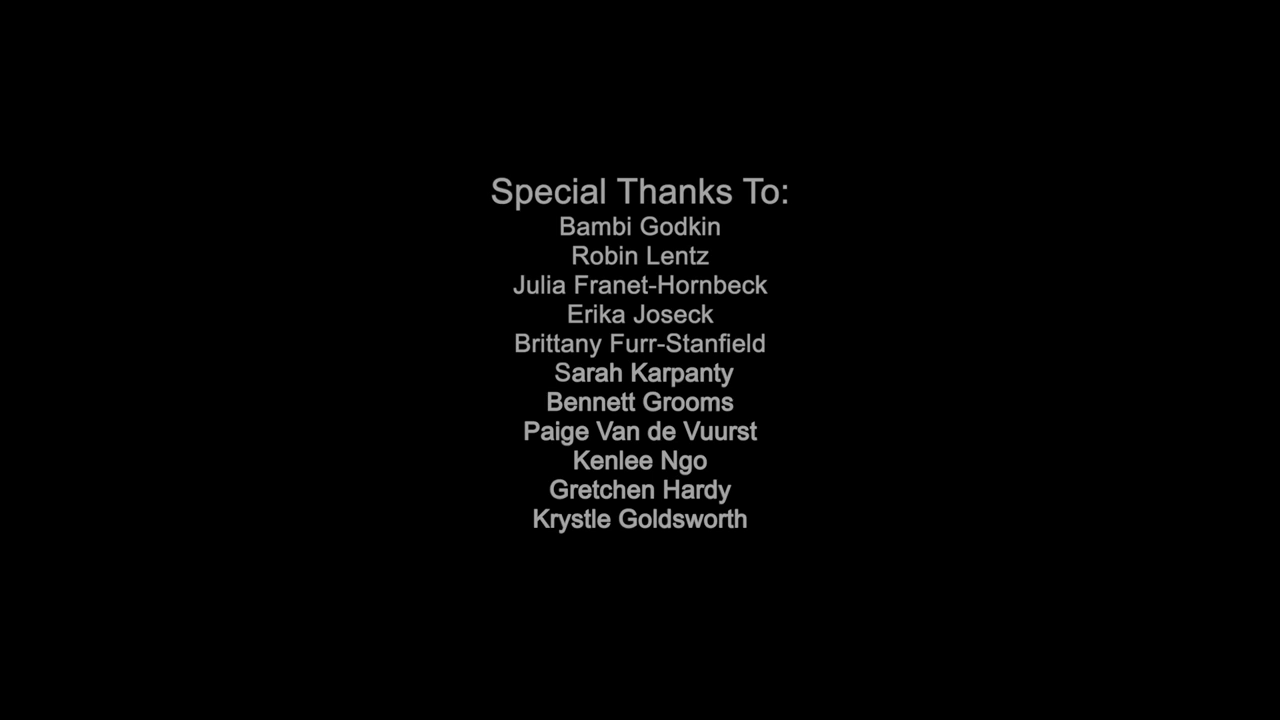 Special Thanks To:
Bambi Godkin
Robin Lentz
Julia Franet-Hornbeck
Erika Joseck
Brittany Furr-Stanfield
Sarah Karpanty
Bennett Grooms
Paige Van de Vuurst
Kenlee Ngo
Gretchen Hardy
Krystle Goldsworth